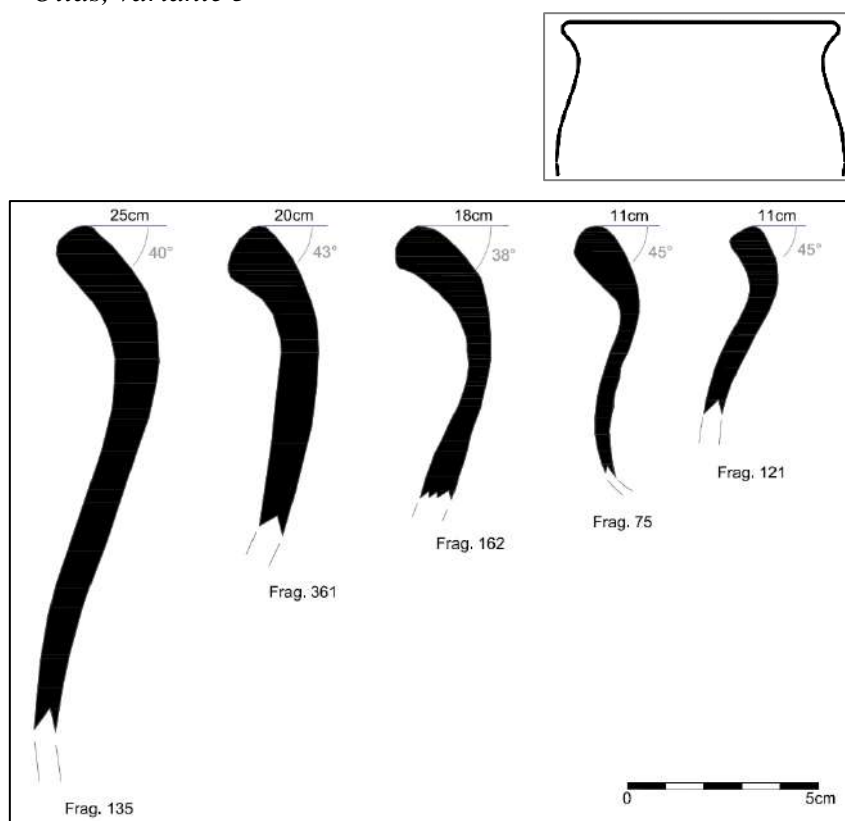 25cm 20cm 18cm 11cm 11cm
40° 43° 38° 45° 45°
Frag. 121
Frag. 75
Frag. 162
Frag. 361
0 5cm
Frag. 135